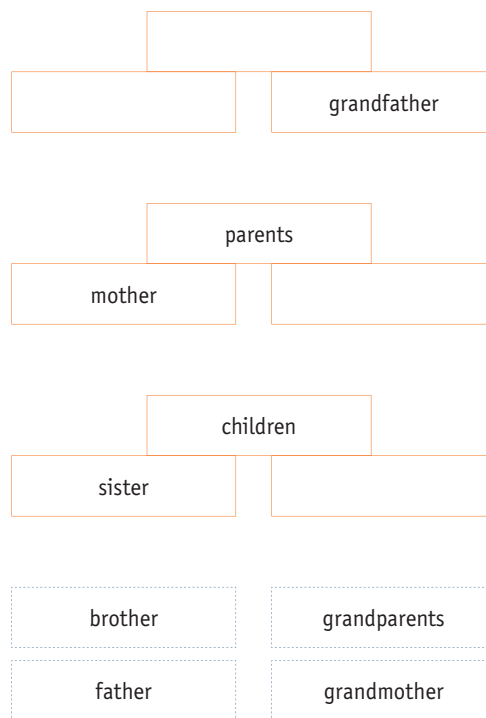 grandfather
parents
mother
children
sister
brother grandparents
father grandmother